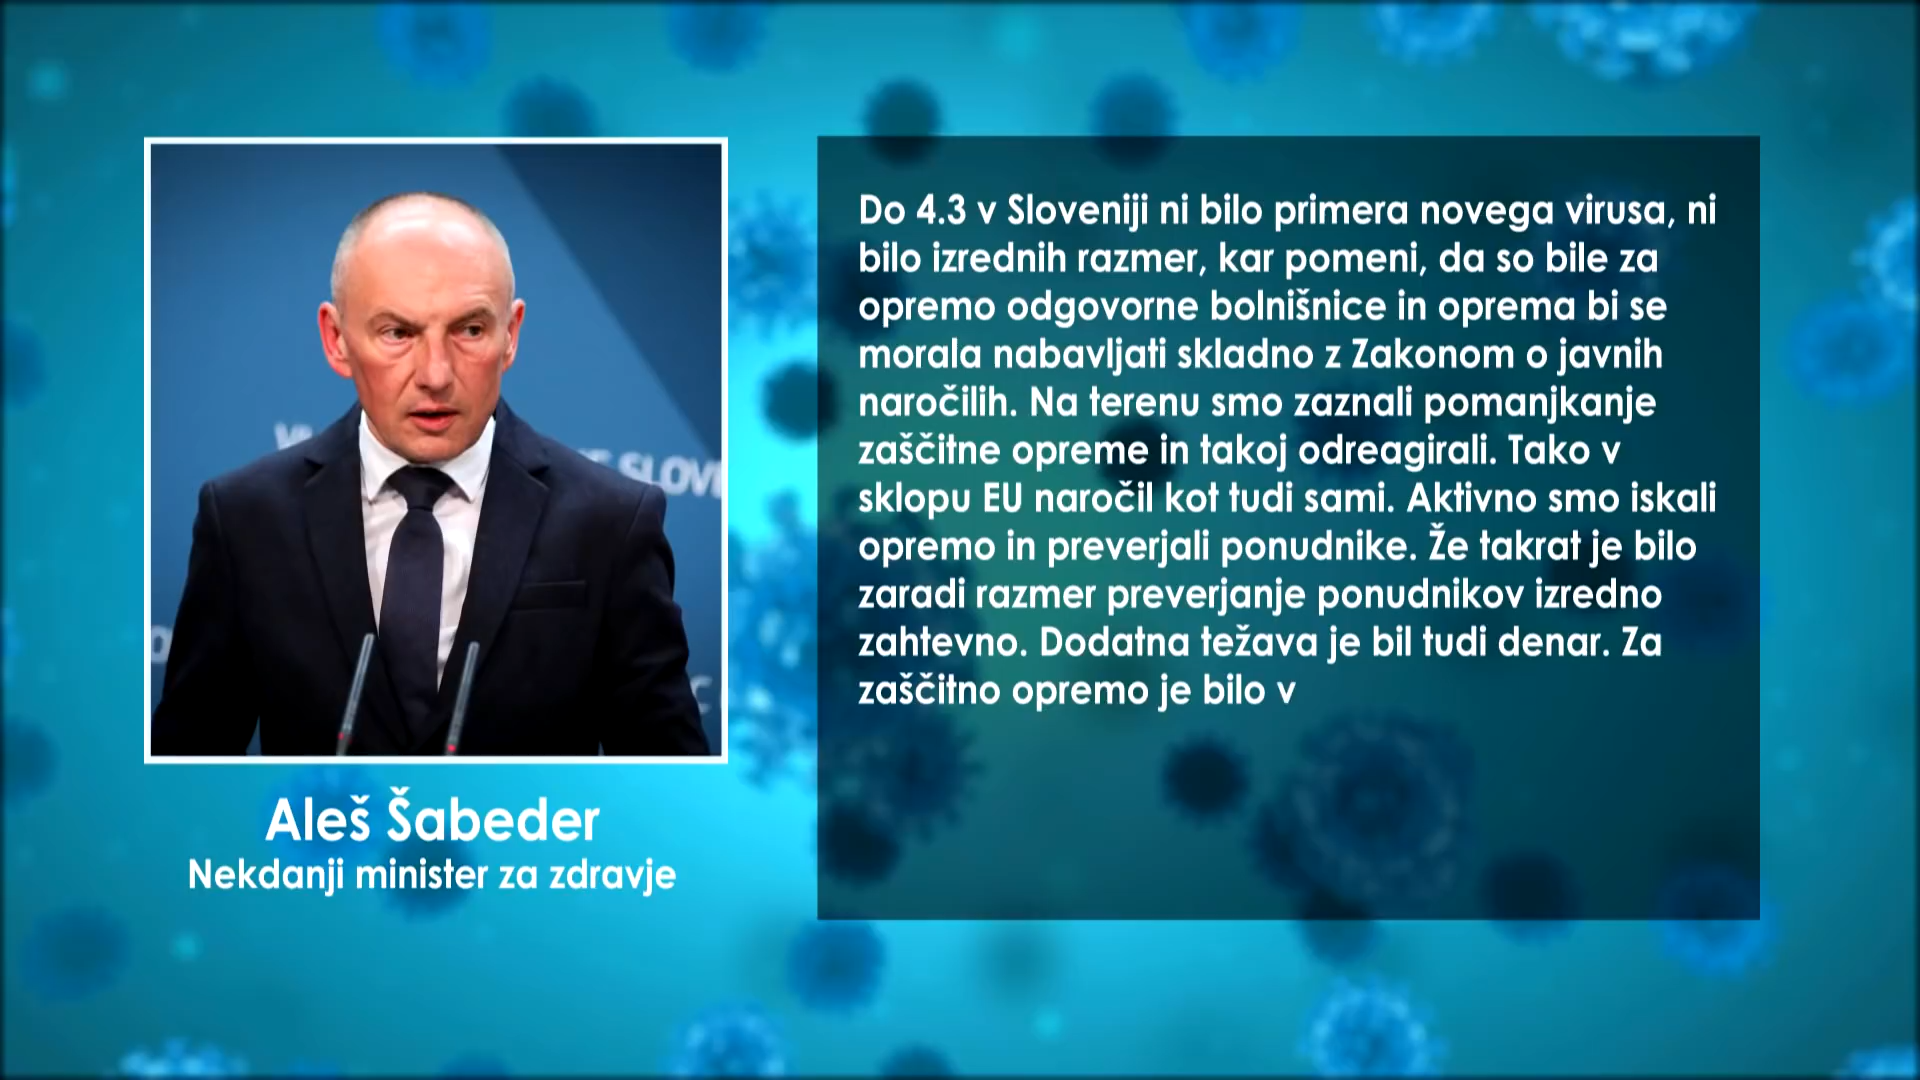 Do 4.3 v Sloveniji ni bilo primera novega virusa, ni
bilo izrednih razmer, kar pomeni, da so bile za
opremo odgovorne bolnišnice in oprema bi se
morala nabavljati skladno z Zakonom o javnih
naročilih. Na terenu smo zaznali pomanjkanje
zaščitne opreme in takoj odreagirali. Tako v
sklopu EU naročil kot tudi sami. Aktivno smo iskali
opremo in preverjali ponudnike. Že takrat je bilo
zaradi razmer preverjanje ponudnikov izredno
zahtevno. Dodatna težava je bil tudi denar. Za
zaščitno opremo je bilo v
Aleš Šabeder
Nekdanji minister za zdravje